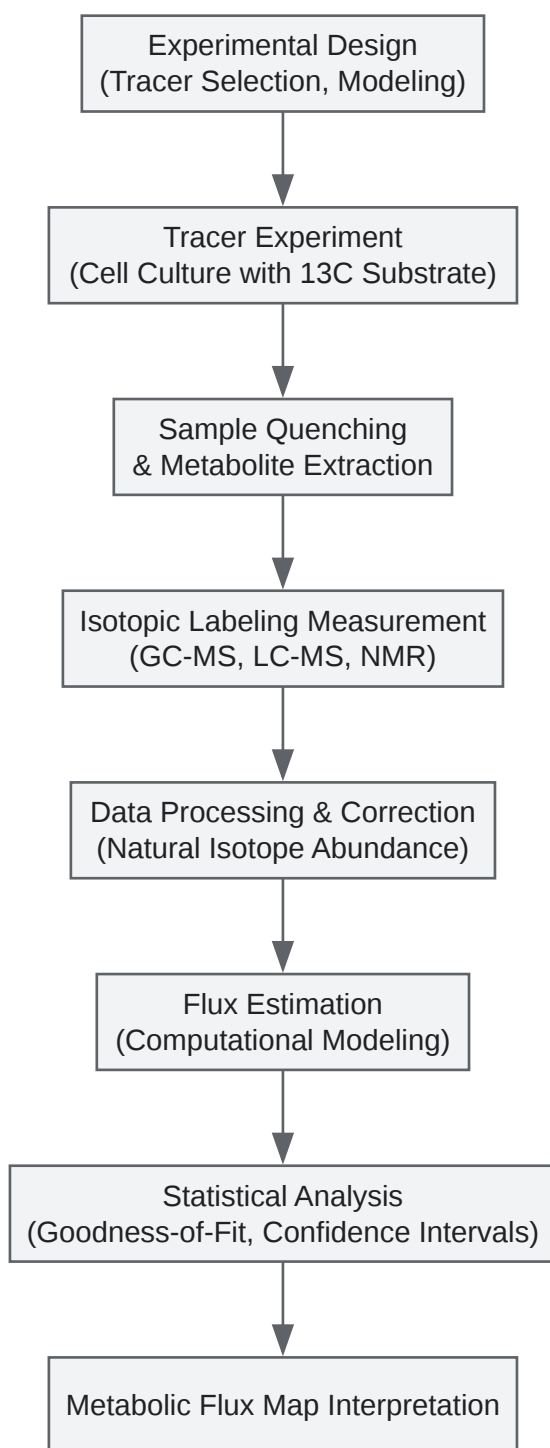 Experimental Design
(Tracer Selection, Modeling)
Tracer Experiment
(Cell Culture with 13C Substrate)
Sample Quenching
& Metabolite Extraction
Isotopic Labeling Measurement
(GC-MS, LC-MS, NMR)
Data Processing & Correction
(Natural Isotope Abundance)
Flux Estimation
(Computational Modeling)
Statistical Analysis
(Goodness-of-Fit, Confidence Intervals)
Metabolic Flux Map Interpretation